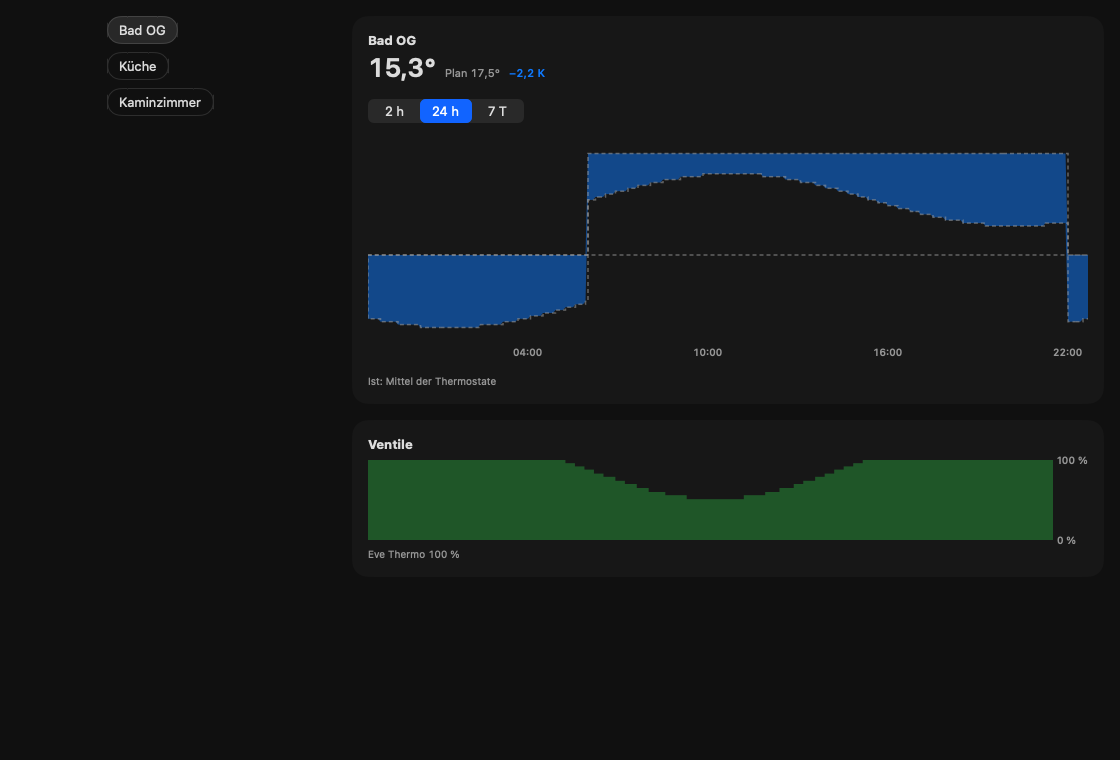 Bad OG
Küche
Kaminzimmer
Bad OG
15,3° Plan 17,5° −2,2 K
2 h 24 h 7 T
04:00 10:00 16:00 22:00
Ist: Mittel der Thermostate
Ventile
100 %
0 %
Eve Thermo 100 %